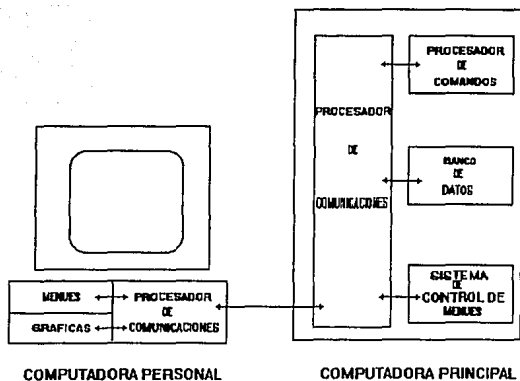 PROCESADOR
DE
COMANDOS
PROCESADOR
DE
COMUNICACIONES
BANCO
DE
DATOS
SISTEMA
DE
CONTROL DE
MENUES
MENUES
GRAFICAS
PROCESADOR
DE
COMUNICACIONES
COMPUTADORA PERSONAL
COMPUTADORA PRINCIPAL